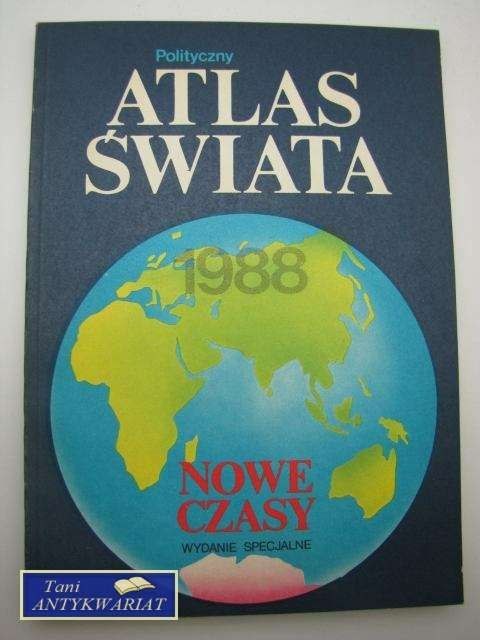 Polityczny
ATLAS
ŚWIATA
1988
NOWE
CZASY
WYDANIE SPECJALNE
Tani
ANTYKWARIAT